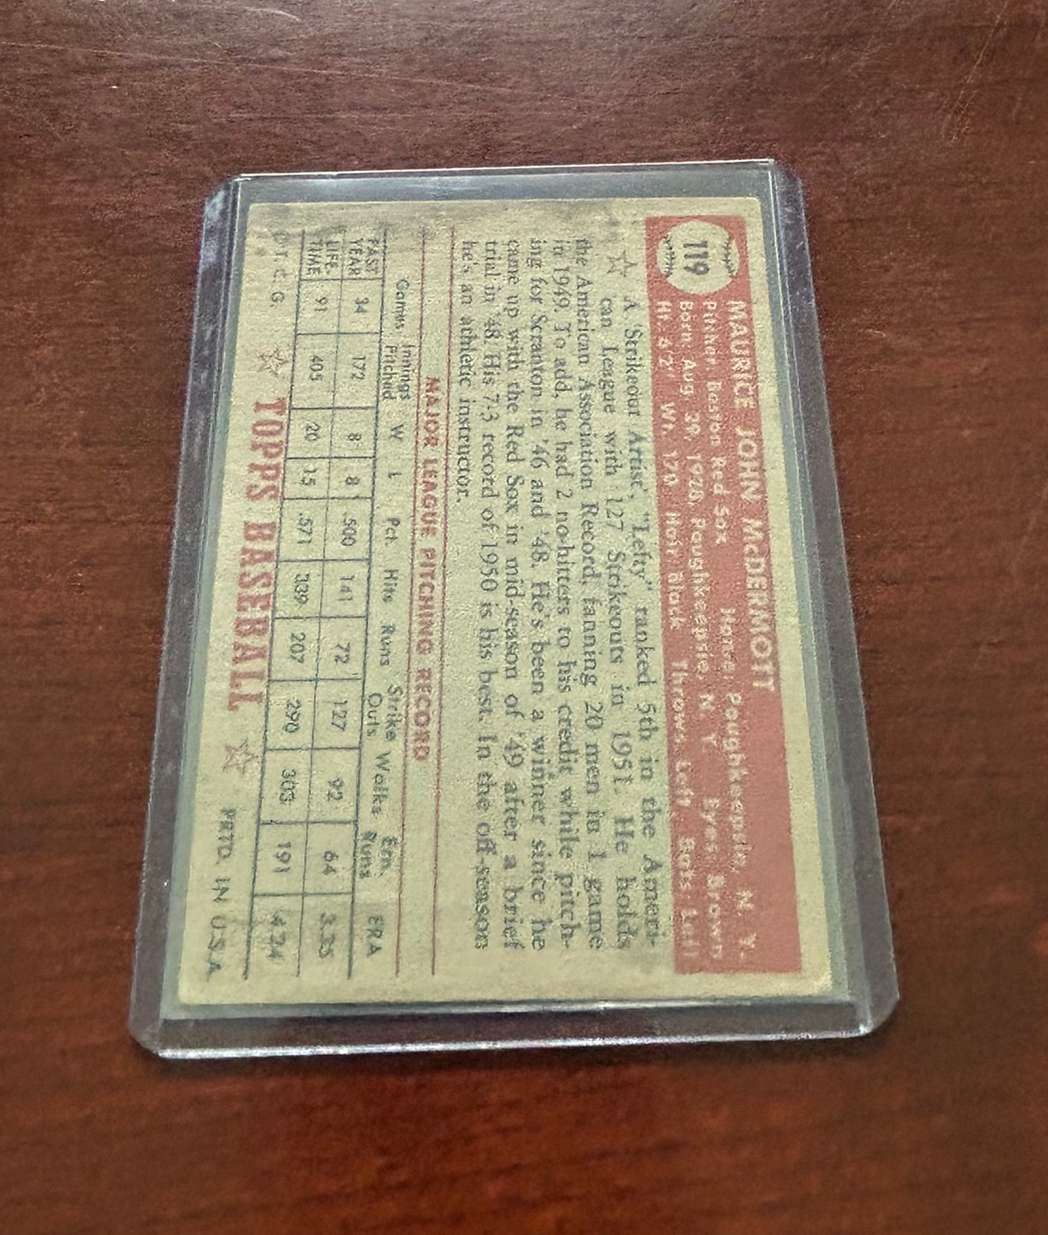 119
MAURICE JOHN McDERMOTT
Pitcher: Boston Red Sox Home: Poughkeepsie, N. Y.
Born: Aug. 29, 1928, Poughkeepsie, N. Y. Eyes: Brown
Ht.: 6'2" Wt.: 170 Hair: Black Throws: Left Bats: Left
A 'Strikeout Artist', "Lefty" ranked 5th in the Ameri-
can League with 127 Strikeouts in 1951. He holds
the American Association Record, fanning 20 men in 1 game
in 1949. To add, he had 2 no-hitters to his credit while pitch-
ing for Scranton in '46 and '48. He's been a winner since he
came up with the Red Sox in mid-season of '49 after a brief
trial in '48. His 7-3 record of 1950 is his best. In the off-season
he's an athletic instructor.
MAJOR LEAGUE PITCHING RECORD
Games Innings Pitched W L Pct. Hits Runs Strike Outs Walks Ern. Runs ERA
PAST YEAR 34 172 8 8 .500 141 72 127 92 64 3.35
LIFE- TIME 91 405 20 15 .571 339 207 290 303 191 4.24
T. C. G. TOPPS BASEBALL PRTD. IN U.S.A.